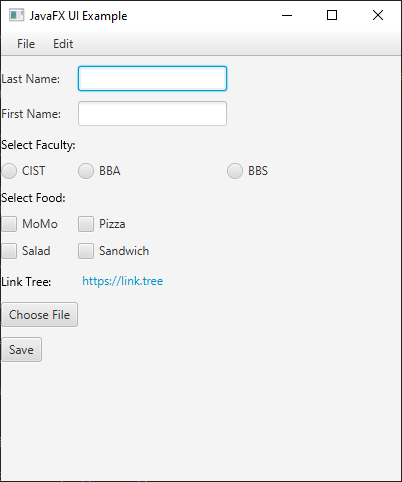 JavaFX UI Example
File Edit
Last Name:
First Name:
Select Faculty:
CIST BBA BBS
Select Food:
MoMo Pizza
Salad Sandwich
Link Tree: https://link.tree
Choose File
Save